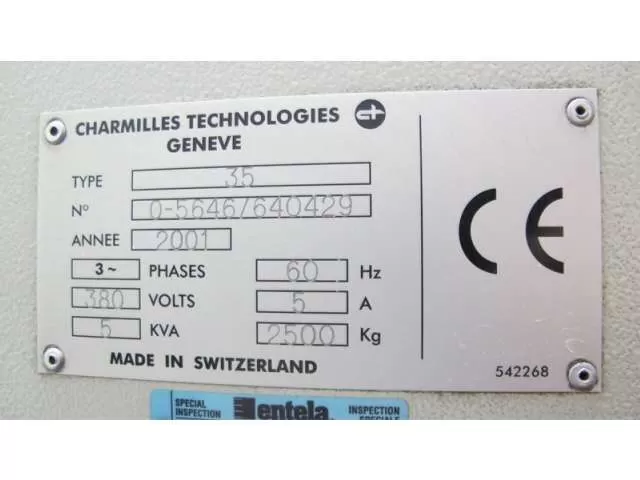 CHARMILLES TECHNOLOGIES
GENEVE
TYPE 35
N° 0-5646/640429
ANNEE 2001
3~ PHASES 60 Hz
380 VOLTS 5 A
5 KVA 2500 Kg
MADE IN SWITZERLAND
CE
542268
SPECIAL INSPECTION
entela
INSPECTION